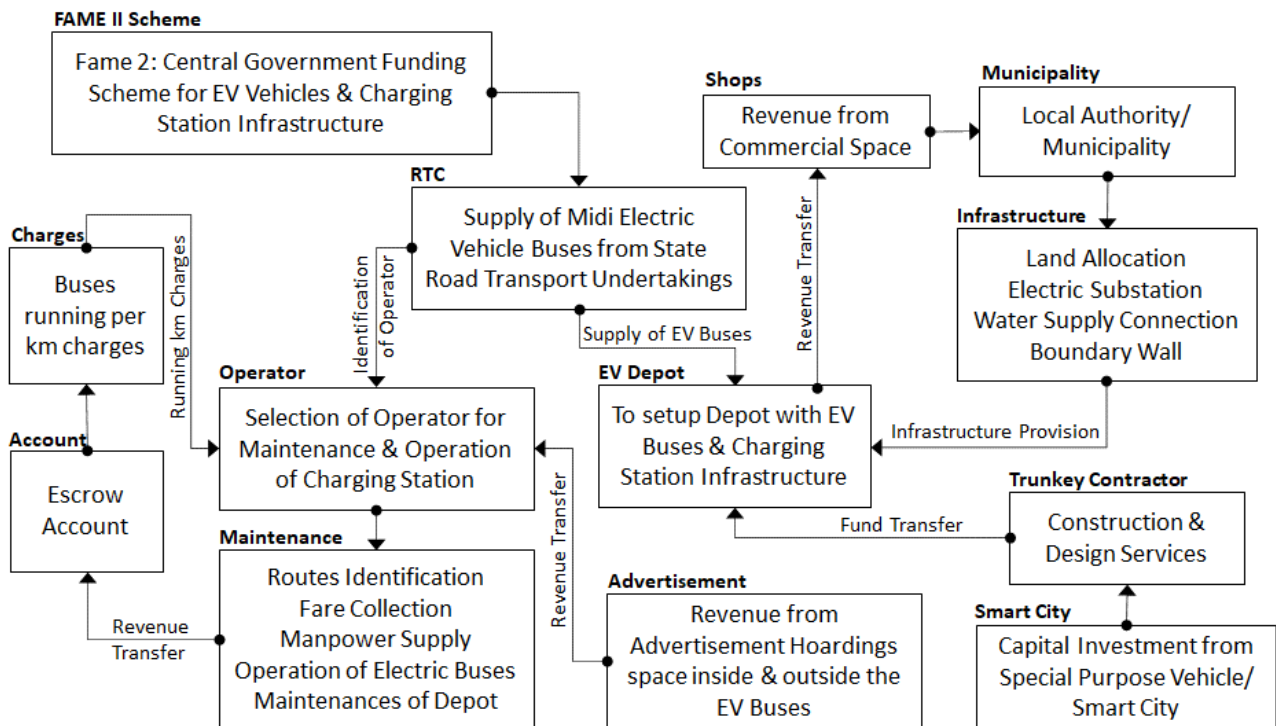 FAME II Scheme
Fame 2: Central Government Funding
Scheme for EV Vehicles & Charging
Station Infrastructure
Shops
Revenue from
Commercial Space
Municipality
Local Authority/
Municipality
RTC
Supply of Midi Electric
Vehicle Buses from State
Road Transport Undertakings
Infrastructure
Land Allocation
Electric Substation
Water Supply Connection
Boundary Wall
Charges
Buses
running per
km charges
Running km Charges
Identification
of Operator
Supply of EV Buses
Revenue Transfer
Operator
Selection of Operator for
Maintenance & Operation
of Charging Station
EV Depot
To setup Depot with EV
Buses & Charging
Station Infrastructure
Infrastructure Provision
Account
Escrow
Account
Trunkey Contractor
Construction &
Design Services
Fund Transfer
Maintenance
Routes Identification
Fare Collection
Manpower Supply
Operation of Electric Buses
Maintenances of Depot
Revenue
Transfer
Revenue Transfer
Advertisement
Revenue from
Advertisement Hoardings
space inside & outside the
EV Buses
Smart City
Capital Investment from
Special Purpose Vehicle/
Smart City